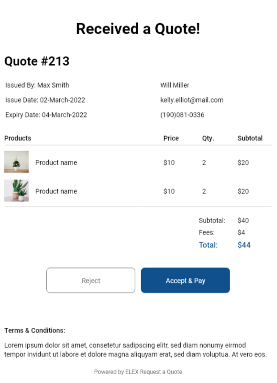 Received a Quote!
Quote #213
Issued By: Max Smith Will Miller
Issue Date: 02-March-2022 kelly.elliot@mail.com
Expiry Date: 04-March-2022 (190)081-0336
Products Price Qty. Subtotal
Product name $10 2 $20
Product name $10 2 $20
Subtotal: $40
Fees: $4
Total: $44
Reject Accept & Pay
Terms & Conditions:
Lorem ipsum dolor sit amet, consetetur sadipscing elitr, sed diam nonumy eirmod
tempor invidunt ut labore et dolore magna aliquyam erat, sed diam voluptua. At vero eos.
Powered by ELEX Request a Quote